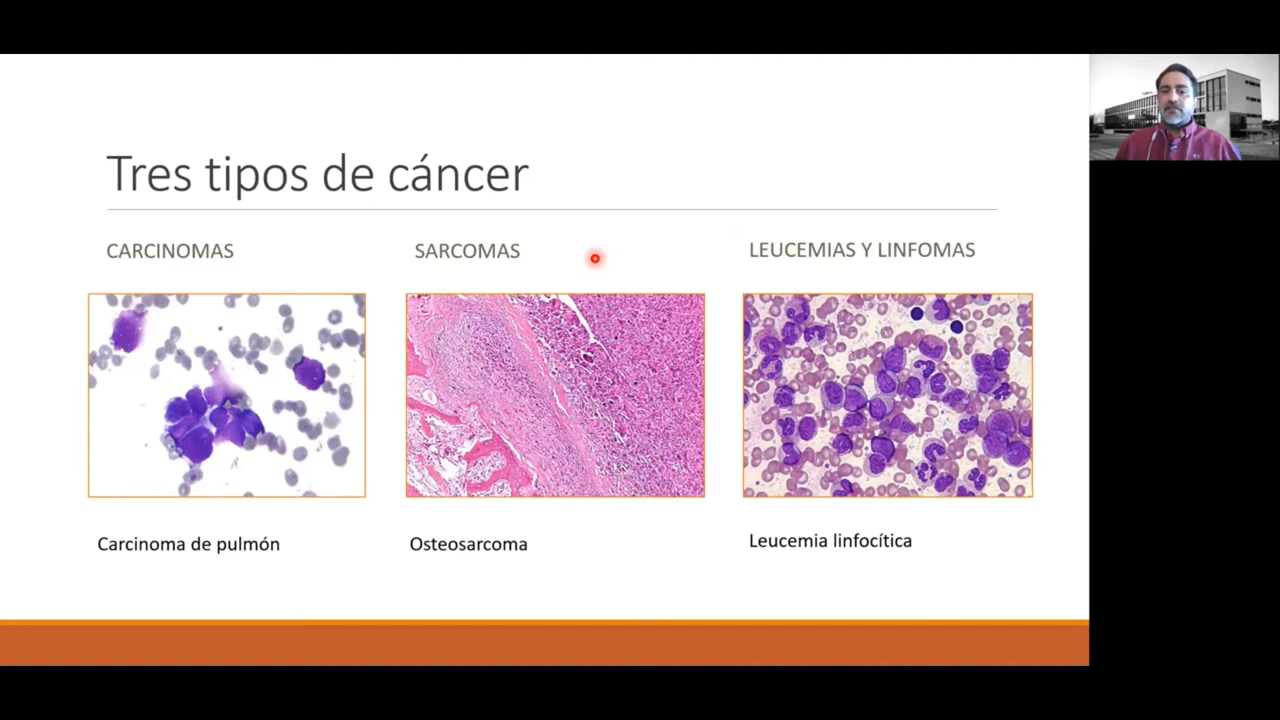 Tres tipos de cáncer
CARCINOMAS
SARCOMAS
LEUCEMIAS Y LINFOMAS
Carcinoma de pulmón
Osteosarcoma
Leucemia linfocítica